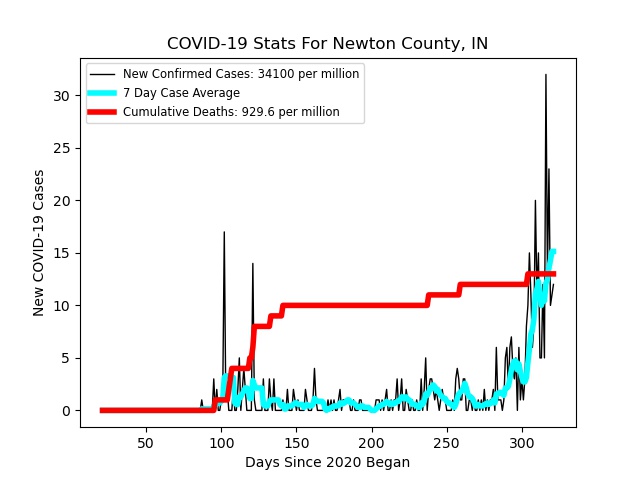 COVID-19 Stats For Newton County, IN
New Confirmed Cases: 34100 per million
7 Day Case Average
Cumulative Deaths: 929.6 per million
New COVID-19 Cases
30
25
20
15
10
5
0
50 100 150 200 250 300
Days Since 2020 Began